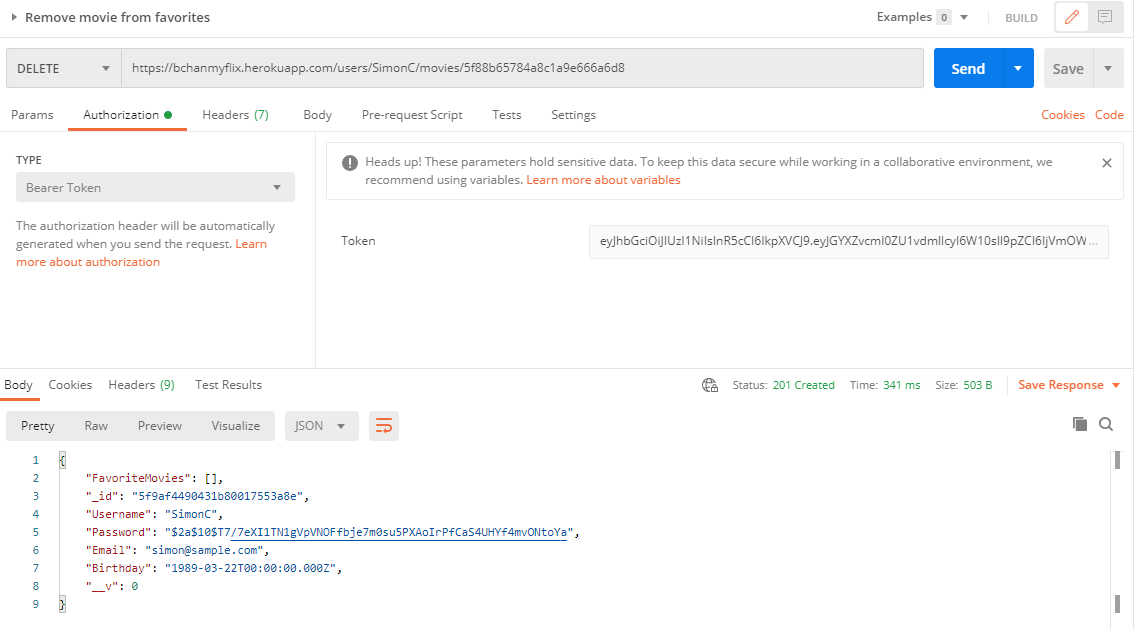 Remove movie from favorites
Examples 0
BUILD
DELETE
https://bchanmyflix.herokuapp.com/users/SimonC/movies/5f88b65784a8c1a9e666a6d8
Send
Save
Params
Authorization
Headers (7)
Body
Pre-request Script
Tests
Settings
Cookies
Code
TYPE
Bearer Token
The authorization header will be automatically
generated when you send the request. Learn
more about authorization
Heads up! These parameters hold sensitive data. To keep this data secure while working in a collaborative environment, we
recommend using variables. Learn more about variables
Token
eyJhbGciOiJIUzI1NiIsInR5cCI6IkpXVCJ9.eyJGYXZvcml0ZU1vdmllcyI6W10sIl9pZCI6IjVmOW ...
Body
Cookies
Headers (9)
Test Results
Status: 201 Created
Time: 341 ms
Size: 503 B
Save Response
Pretty
Raw
Preview
Visualize
JSON
1 {
2 "FavoriteMovies": [],
3 "_id": "5f9af4490431b80017553a8e",
4 "Username": "SimonC",
5 "Password": "$2a$10$T7/7eXI1TN1gVpVNOFfbje7m0su5PXAoIrPfCaS4UHYf4mvONtoYa",
6 "Email": "simon@sample.com",
7 "Birthday": "1989-03-22T00:00:00.000Z",
8 "__v": 0
9 }